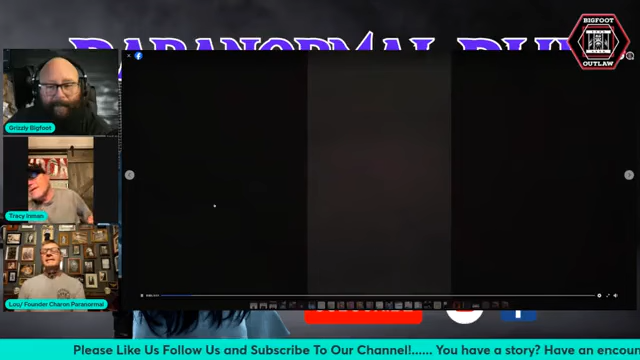 PARANORMAL
BIGFOOT
OUTLAW
Grizzly Bigfoot
Tracy Inman
Lou/ Founder Charon Paranormal
Please Like Us Follow Us and Subscribe To Our Channel!...... You have a story? Have an encou